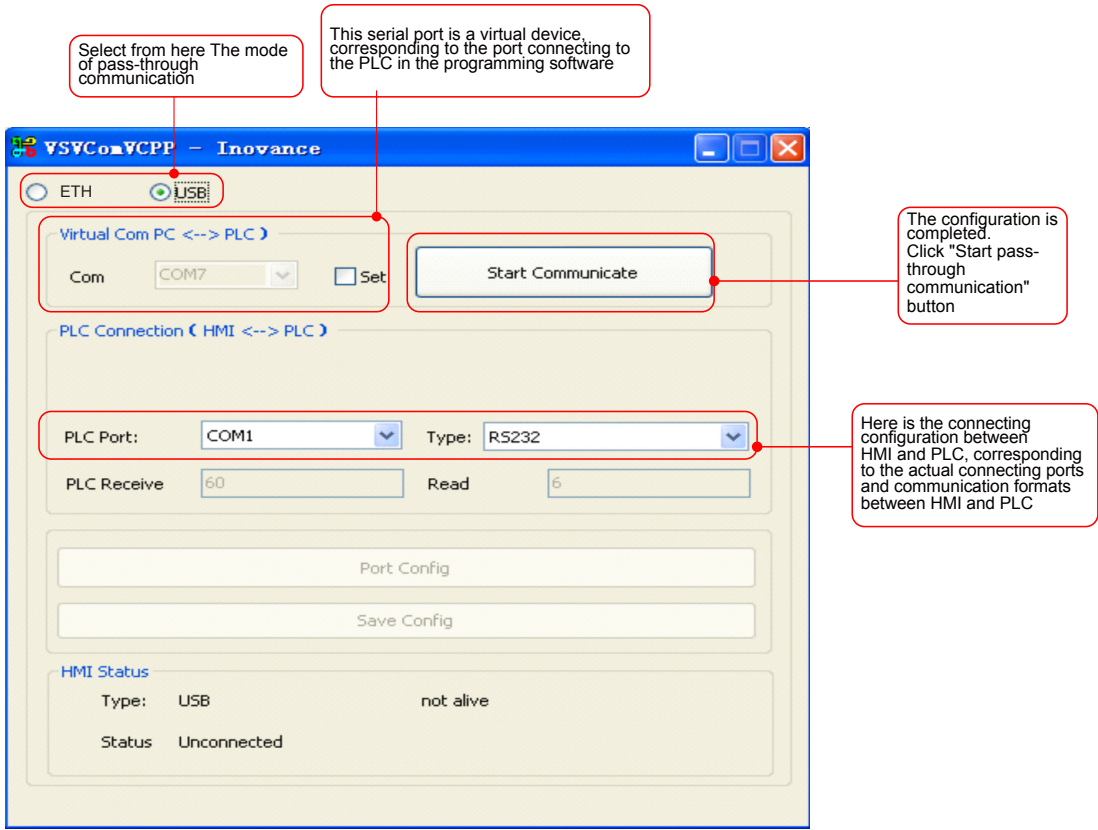 Select from here The mode
of pass-through
communication
This serial port is a virtual device,
corresponding to the port connecting to
the PLC in the programming software
VSVComVCPP - Inovance
ETH USB
Virtual Com PC <--> PLC )
Com COM7 Set Start Communicate
The configuration is
completed.
Click "Start pass-
through
communication"
button
PLC Connection ( HMI <--> PLC )
PLC Port: COM1 Type: RS232
PLC Receive 60 Read 6
Here is the connecting
configuration between
HMI and PLC, corresponding
to the actual connecting ports
and communication formats
between HMI and PLC
Port Config
Save Config
HMI Status
Type: USB not alive
Status Unconnected